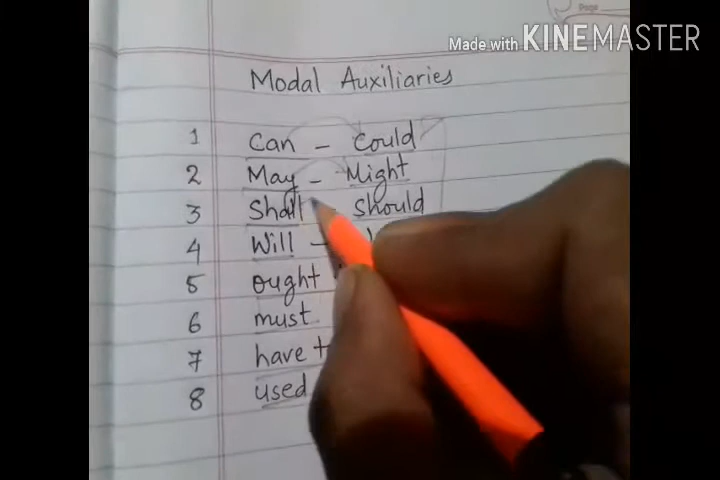 Page
Made with KINEMASTER
Modal Auxiliaries
1 Can - Could
2 May - Might
3 Shall - Should
4 Will -
5 ought
6 must
7 have
8 used